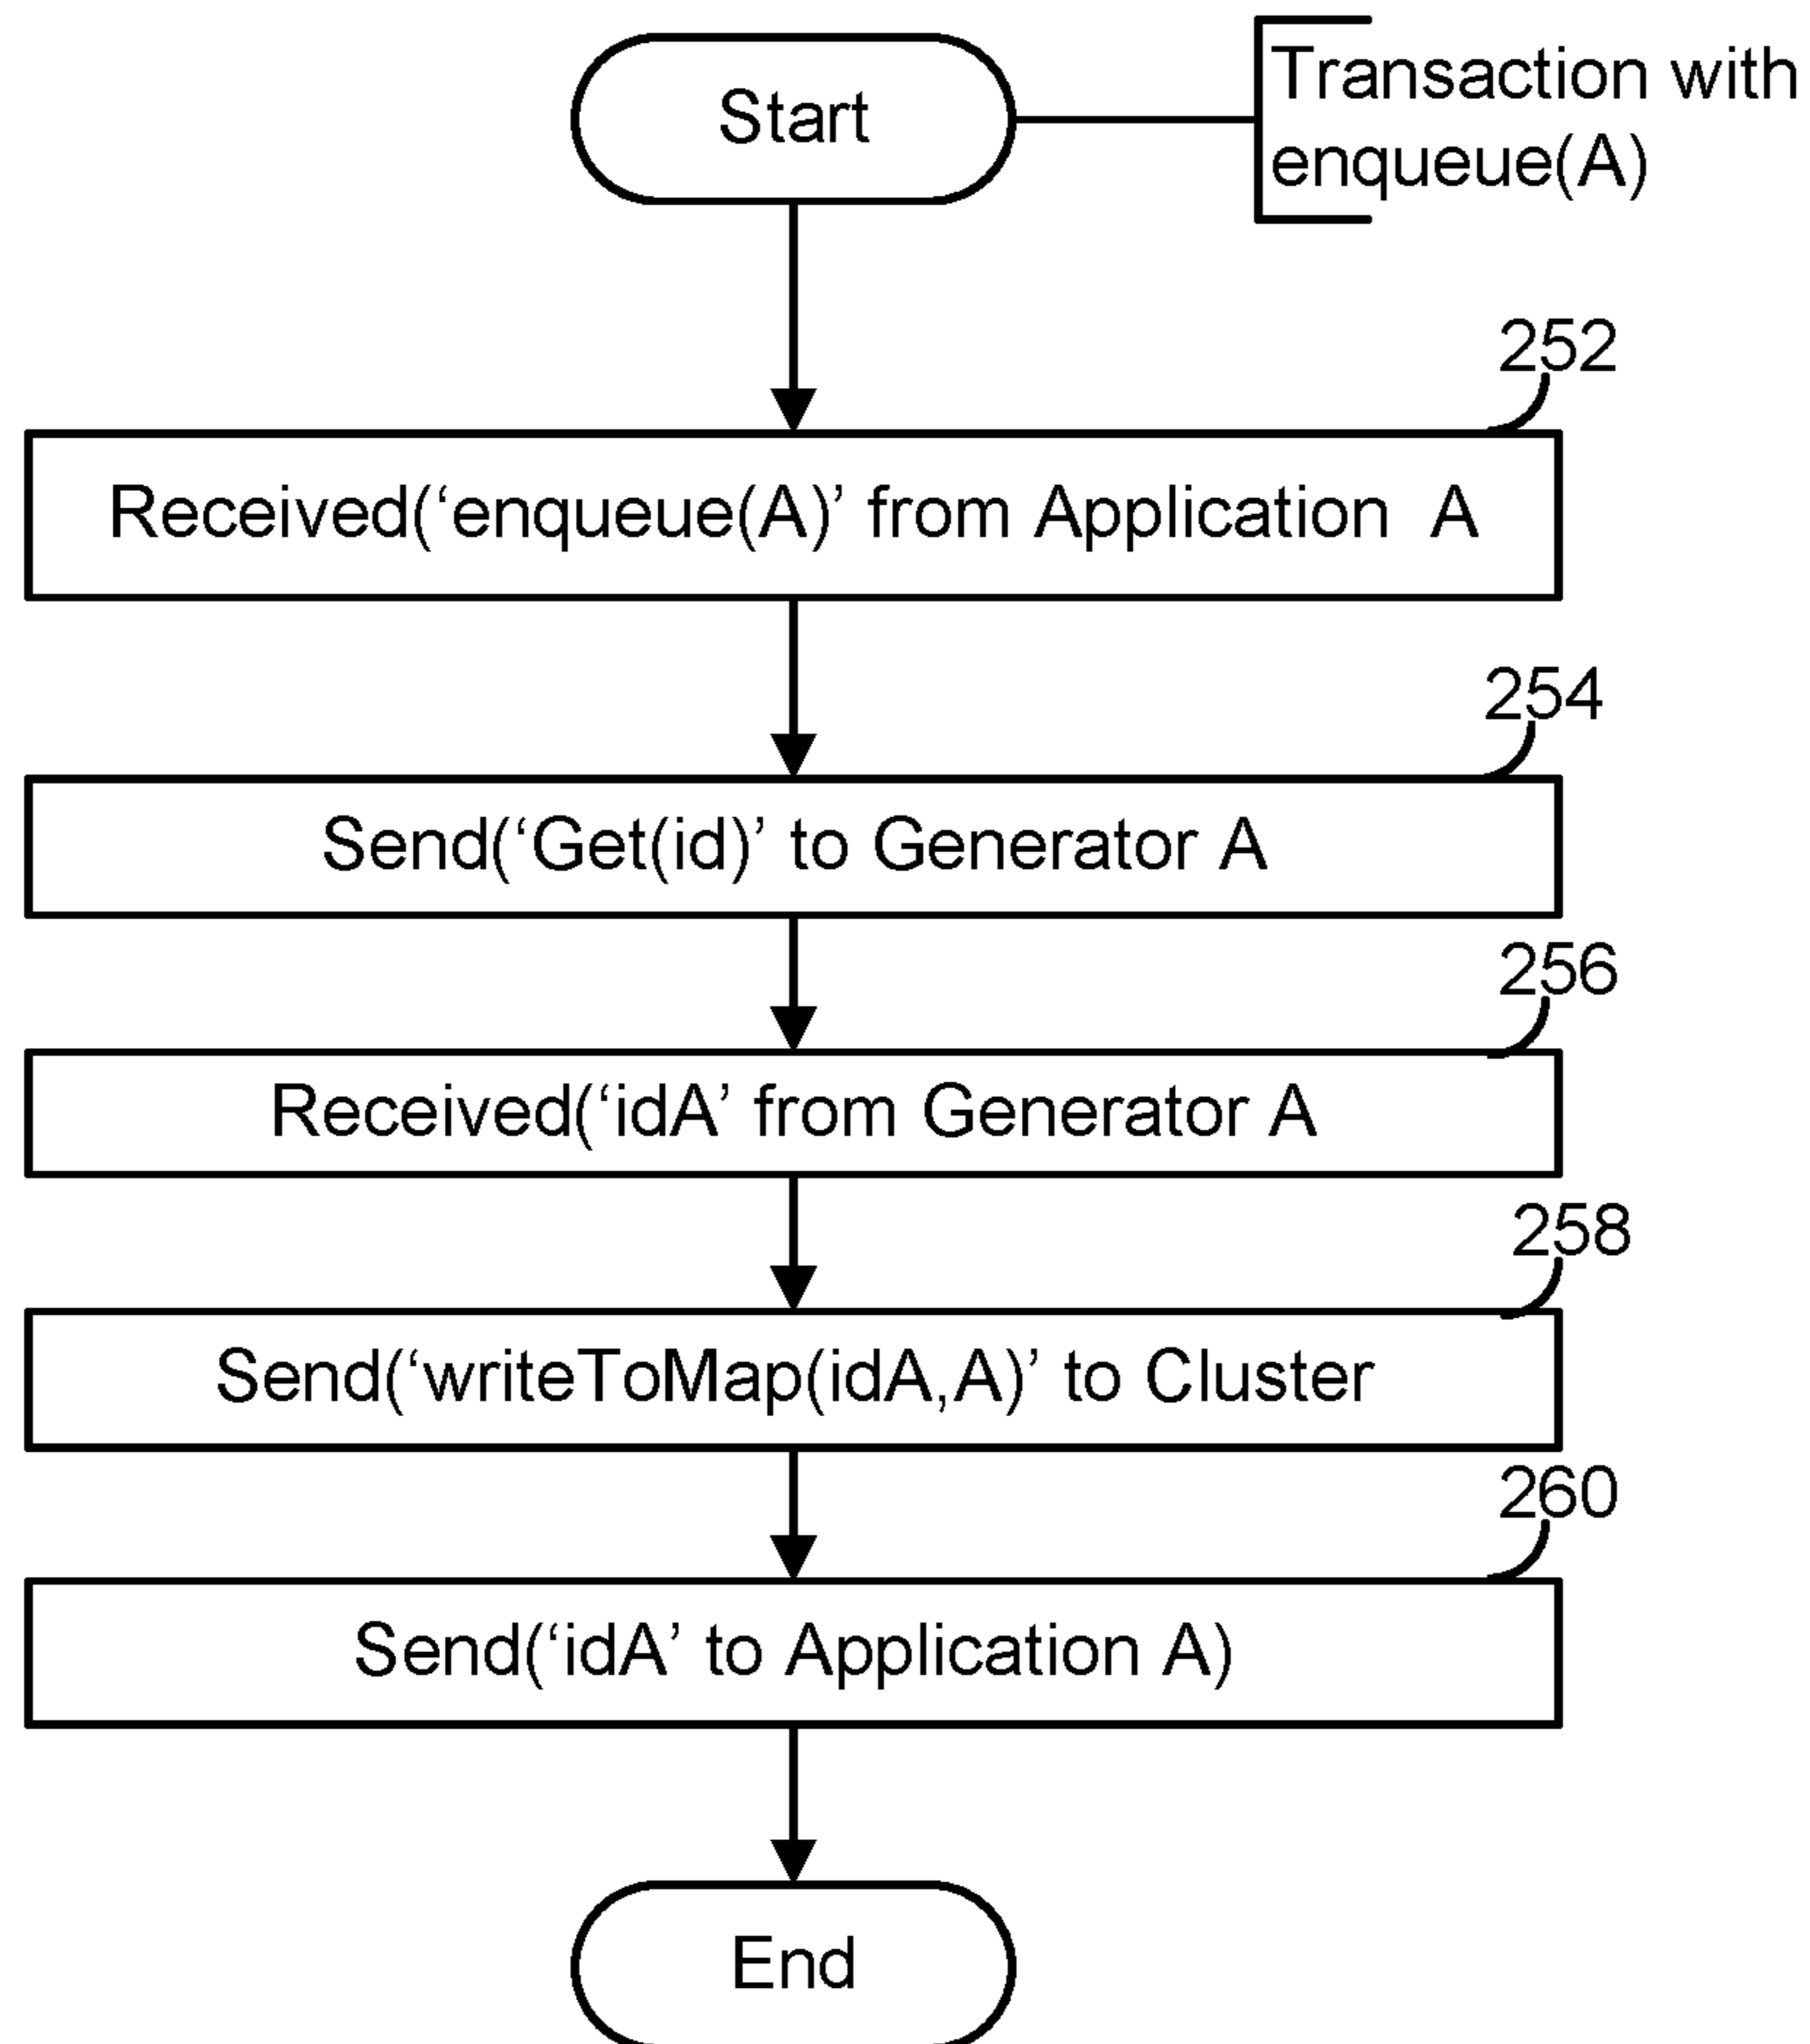 Start
Transaction with
enqueue(A)
252
Received(‘enqueue(A)’ from Application A
254
Send(‘Get(id)’ to Generator A
256
Received(‘idA’ from Generator A
258
Send(‘writeToMap(idA,A)’ to Cluster
260
Send(‘idA’ to Application A)
End